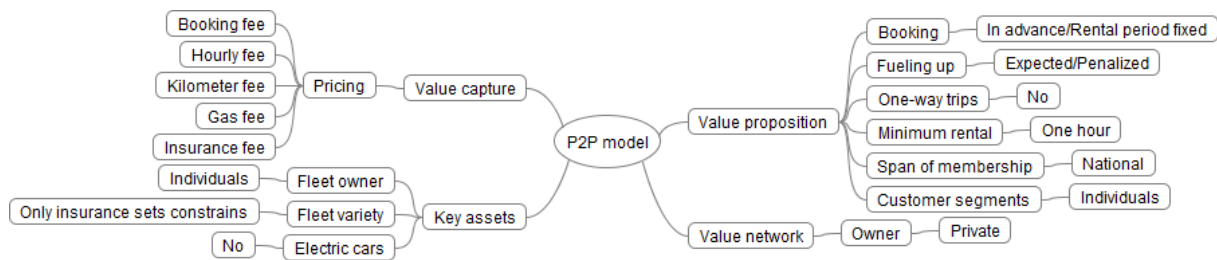 P2P model
Value capture
Pricing
Booking fee
Hourly fee
Kilometer fee
Gas fee
Insurance fee
Key assets
Fleet owner
Individuals
Fleet variety
Only insurance sets constrains
Electric cars
No
Value proposition
Booking
In advance/Rental period fixed
Fueling up
Expected/Penalized
One-way trips
No
Minimum rental
One hour
Span of membership
National
Customer segments
Individuals
Value network
Owner
Private